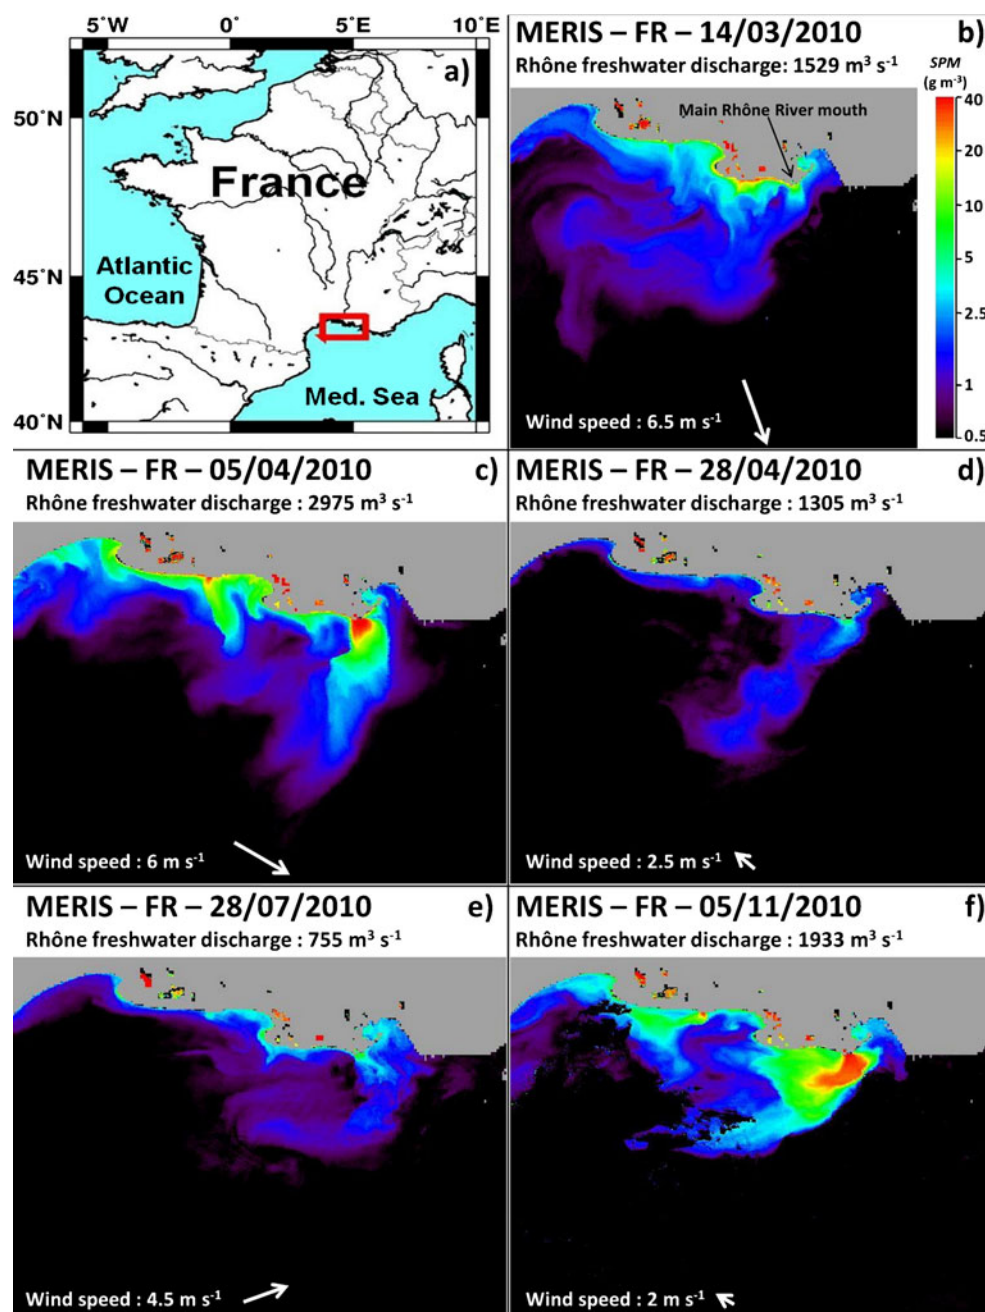 5°W 0° 5°E 10°E
a)
50°N
France
45°N
Atlantic
Ocean
Med. Sea
40°N
MERIS – FR – 14/03/2010 b)
Rhône freshwater discharge: 1529 m³ s⁻¹
SPM
(g m⁻³)
Main Rhône River mouth
40
20
10
5
2.5
1
0.5
Wind speed : 6.5 m s⁻¹
MERIS – FR – 05/04/2010 c)
Rhône freshwater discharge : 2975 m³ s⁻¹
Wind speed : 6 m s⁻¹
MERIS – FR – 28/04/2010 d)
Rhône freshwater discharge : 1305 m³ s⁻¹
Wind speed : 2.5 m s⁻¹
MERIS – FR – 28/07/2010 e)
Rhône freshwater discharge : 755 m³ s⁻¹
Wind speed : 4.5 m s⁻¹
MERIS – FR – 05/11/2010 f)
Rhône freshwater discharge : 1933 m³ s⁻¹
Wind speed : 2 m s⁻¹